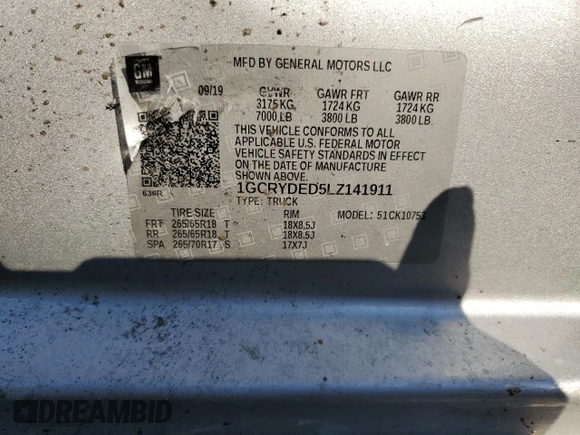 GM
MFD BY GENERAL MOTORS LLC
09/19 GVWR GAWR FRT GAWR RR
3175 KG 1724 KG 1724 KG
7000 LB 3800 LB 3800 LB
THIS VEHICLE CONFORMS TO ALL
APPLICABLE U.S. FEDERAL MOTOR
VEHICLE SAFETY STANDARDS IN EFFECT
ON THE DATE OF MANUFACTURE
SHOWN ABOVE.
1GCRYDED5LZ141911
636R TYPE: TRUCK
TIRE SIZE RIM MODEL: 51CK10753
FRT 265/65R18 T 18X8.5J
RR 265/65R18 T 18X8.5J
SPA 265/70R17 S 17X7J
DREAMBID